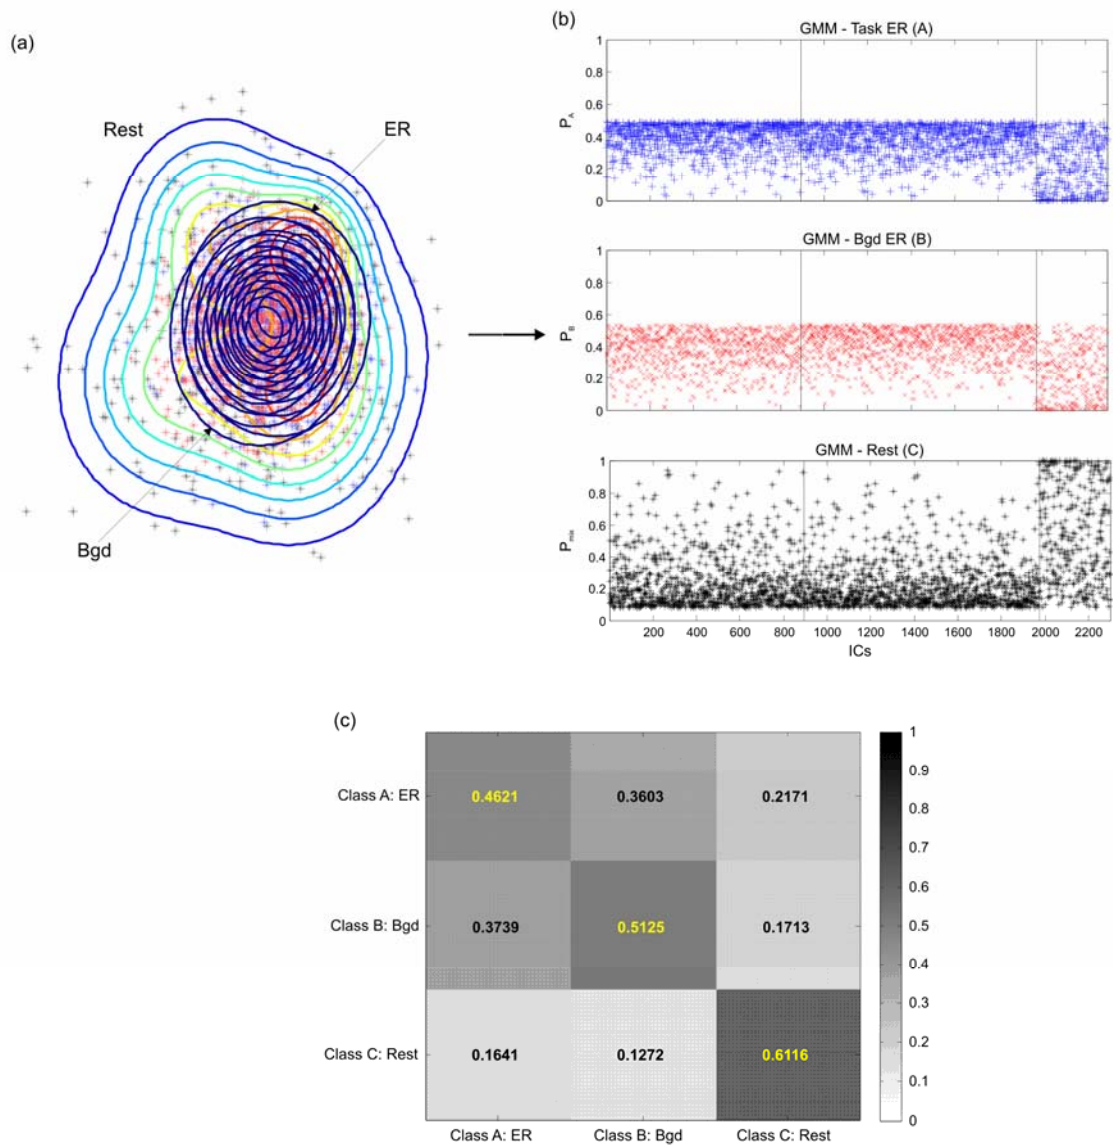 (a)
Rest
ER
Bgd
(b)
GMM - Task ER (A)
1
0.8
0.6
0.4
0.2
0
P_A
GMM - Bgd ER (B)
1
0.8
0.6
0.4
0.2
0
P_B
GMM - Rest (C)
1
0.8
0.6
0.4
0.2
0
200 400 600 800 1000 1200 1400 1600 1800 2000 2200
ICs
(c)
Class A: ER 0.4621 0.3603 0.2171
Class B: Bgd 0.3739 0.5125 0.1713
Class C: Rest 0.1641 0.1272 0.6116
Class A: ER Class B: Bgd Class C: Rest
1
0.9
0.8
0.7
0.6
0.5
0.4
0.3
0.2
0.1
0